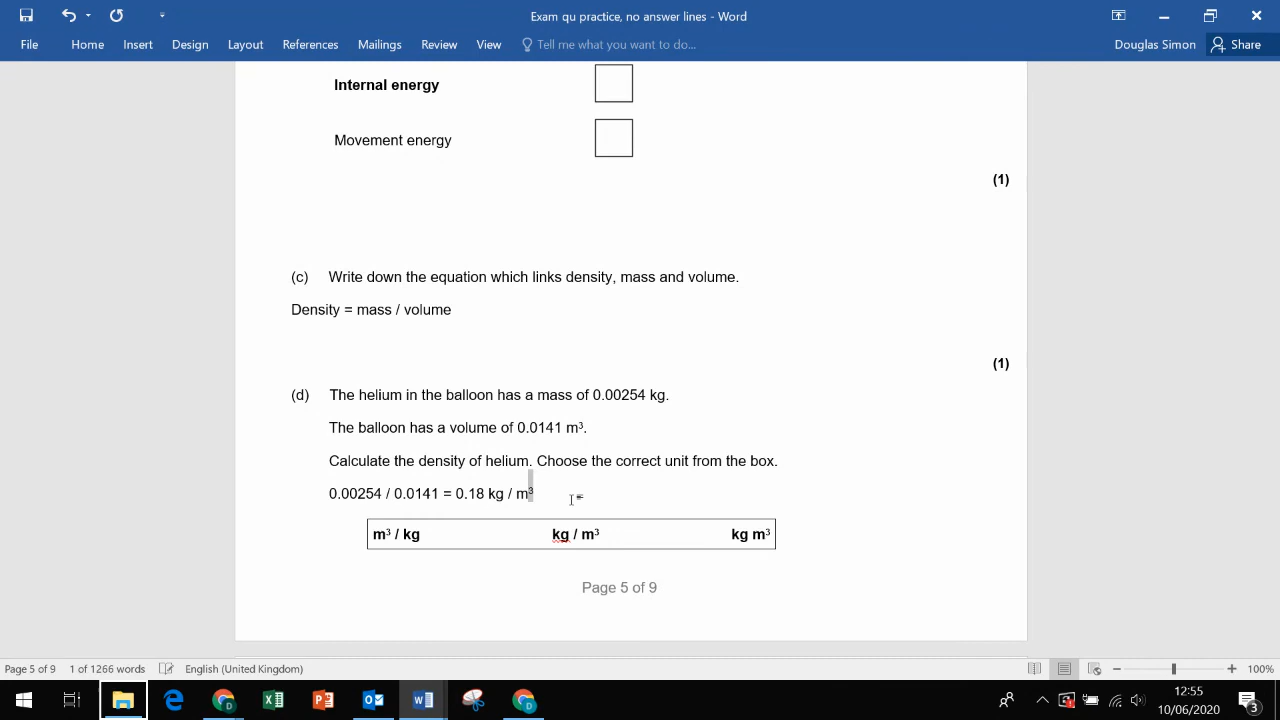 Exam qu practice, no answer lines - Word
File Home Insert Design Layout References Mailings Review View Tell me what you want to do... Douglas Simon Share
Internal energy
Movement energy
(1)
(c) Write down the equation which links density, mass and volume.
Density = mass / volume
(1)
(d) The helium in the balloon has a mass of 0.00254 kg.
The balloon has a volume of 0.0141 m³.
Calculate the density of helium. Choose the correct unit from the box.
0.00254 / 0.0141 = 0.18 kg / m³
m³ / kg kg / m³ kg m³
Page 5 of 9
Page 5 of 9 1 of 1266 words English (United Kingdom) 100%
12:55
10/06/2020
3